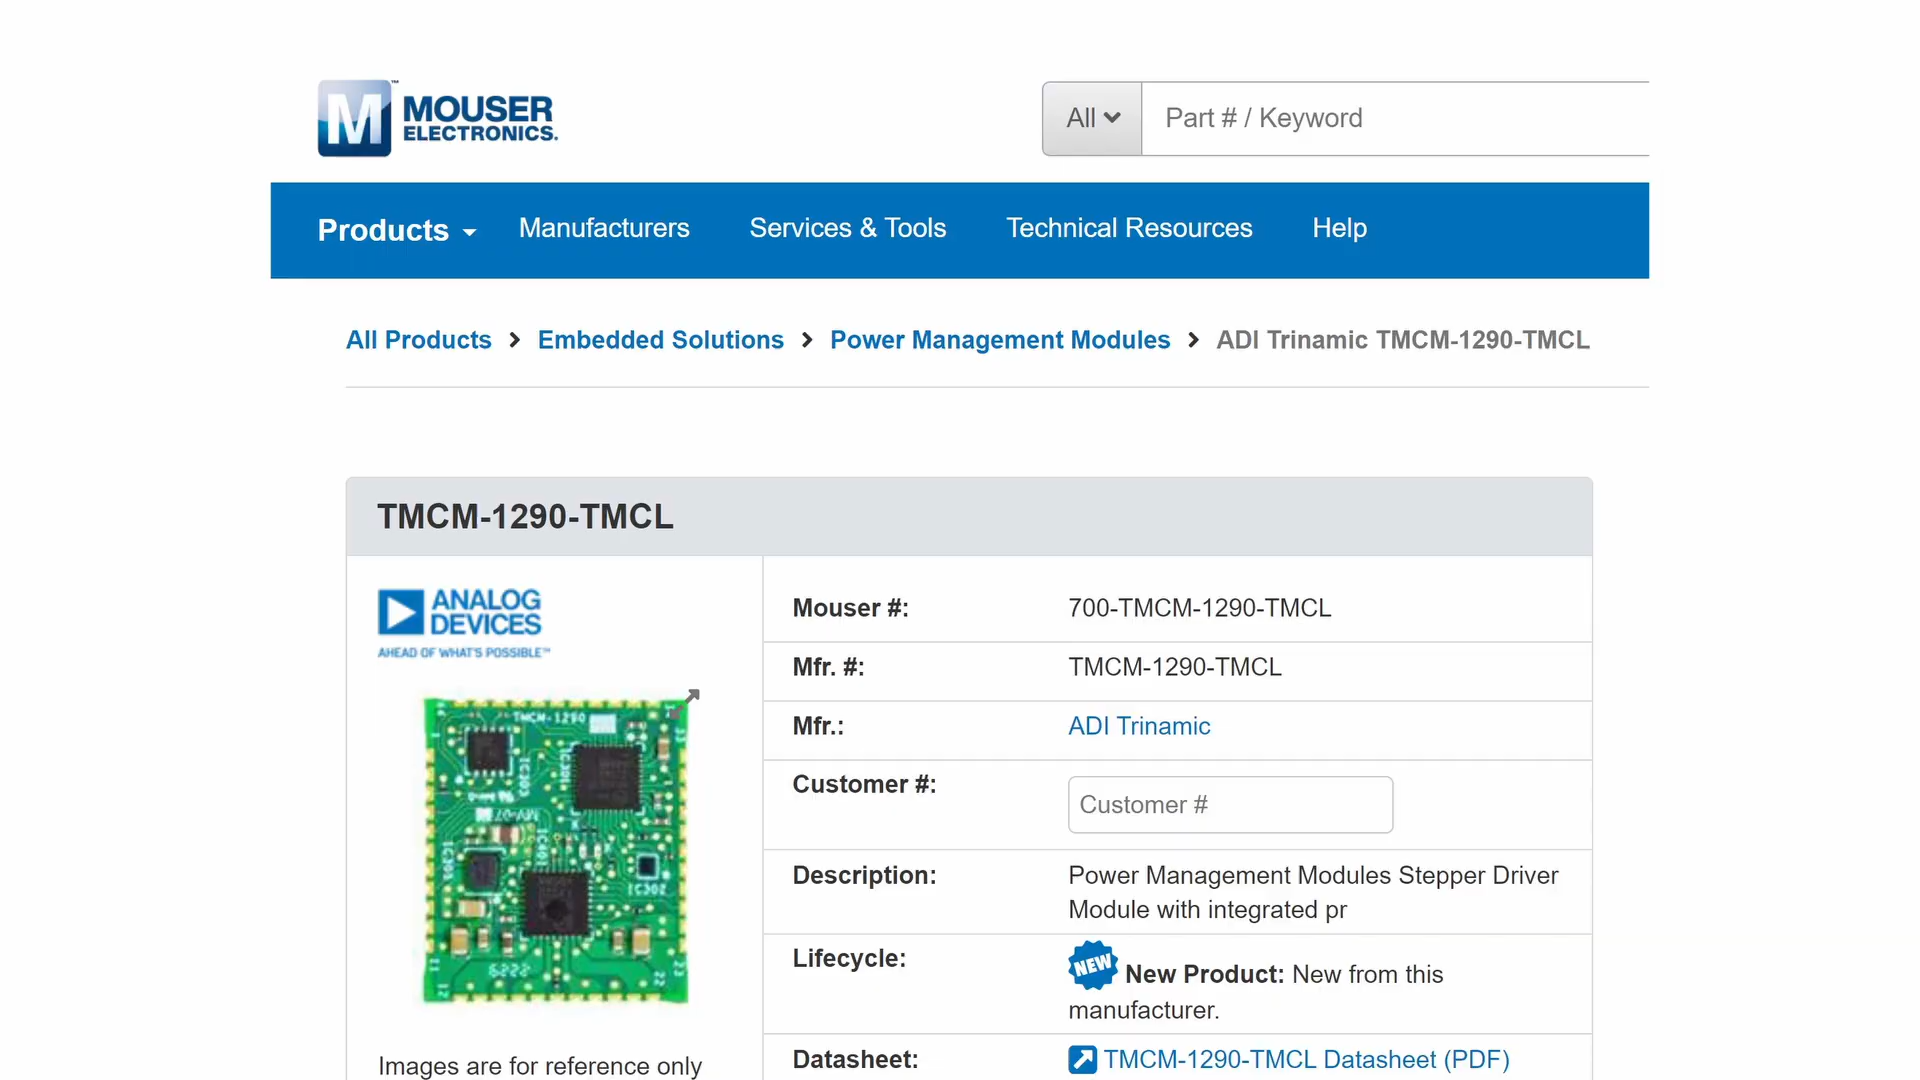 MOUSER
ELECTRONICS.
All
Part # / Keyword
Products
Manufacturers
Services & Tools
Technical Resources
Help
All Products > Embedded Solutions > Power Management Modules > ADI Trinamic TMCM-1290-TMCL
TMCM-1290-TMCL
ANALOG
DEVICES
AHEAD OF WHAT'S POSSIBLE™
TMCM-1290
Images are for reference only
Mouser #: 700-TMCM-1290-TMCL
Mfr. #: TMCM-1290-TMCL
Mfr.: ADI Trinamic
Customer #: Customer #
Description: Power Management Modules Stepper Driver
Module with integrated pr
Lifecycle: NEW New Product: New from this
manufacturer.
Datasheet: TMCM-1290-TMCL Datasheet (PDF)